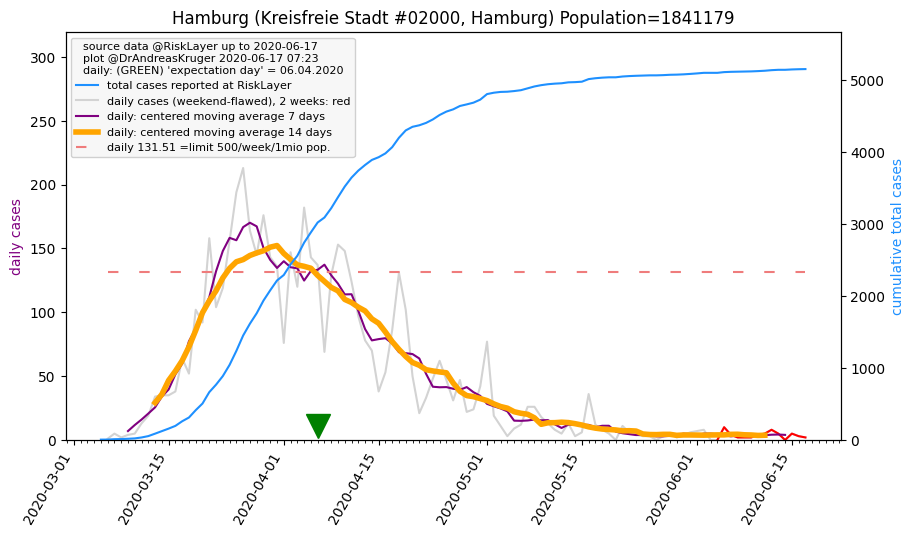 Hamburg (Kreisfreie Stadt #02000, Hamburg) Population=1841179
source data @RiskLayer up to 2020-06-17
plot @DrAndreasKruger 2020-06-17 07:23
daily: (GREEN) 'expectation day' = 06.04.2020
total cases reported at RiskLayer
daily cases (weekend-flawed), 2 weeks: red
daily: centered moving average 7 days
daily: centered moving average 14 days
daily 131.51 =limit 500/week/1mio pop.
daily cases
300
250
200
150
100
50
0
cumulative total cases
5000
4000
3000
2000
1000
0
2020-03-01
2020-03-15
2020-04-01
2020-04-15
2020-05-01
2020-05-15
2020-06-01
2020-06-15